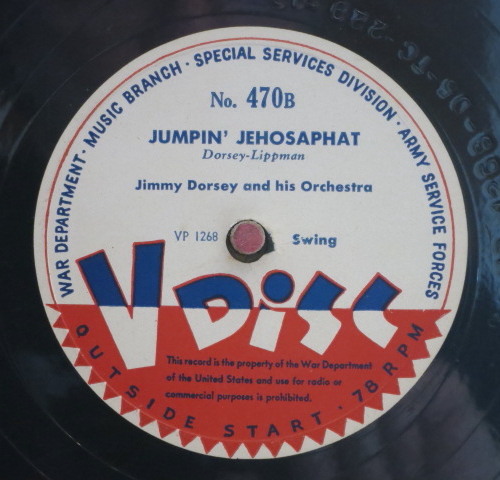 WAR DEPARTMENT · MUSIC BRANCH · SPECIAL SERVICES DIVISION · ARMY SERVICE FORCES
No. 470B
JUMPIN' JEHOSAPHAT
Dorsey-Lippman
Jimmy Dorsey and his Orchestra
VP 1268
Swing
V DiSC
This record is the property of the War Department
of the United States and use for radio or
commercial purposes is prohibited.
OUTSIDE START · 78 RPM